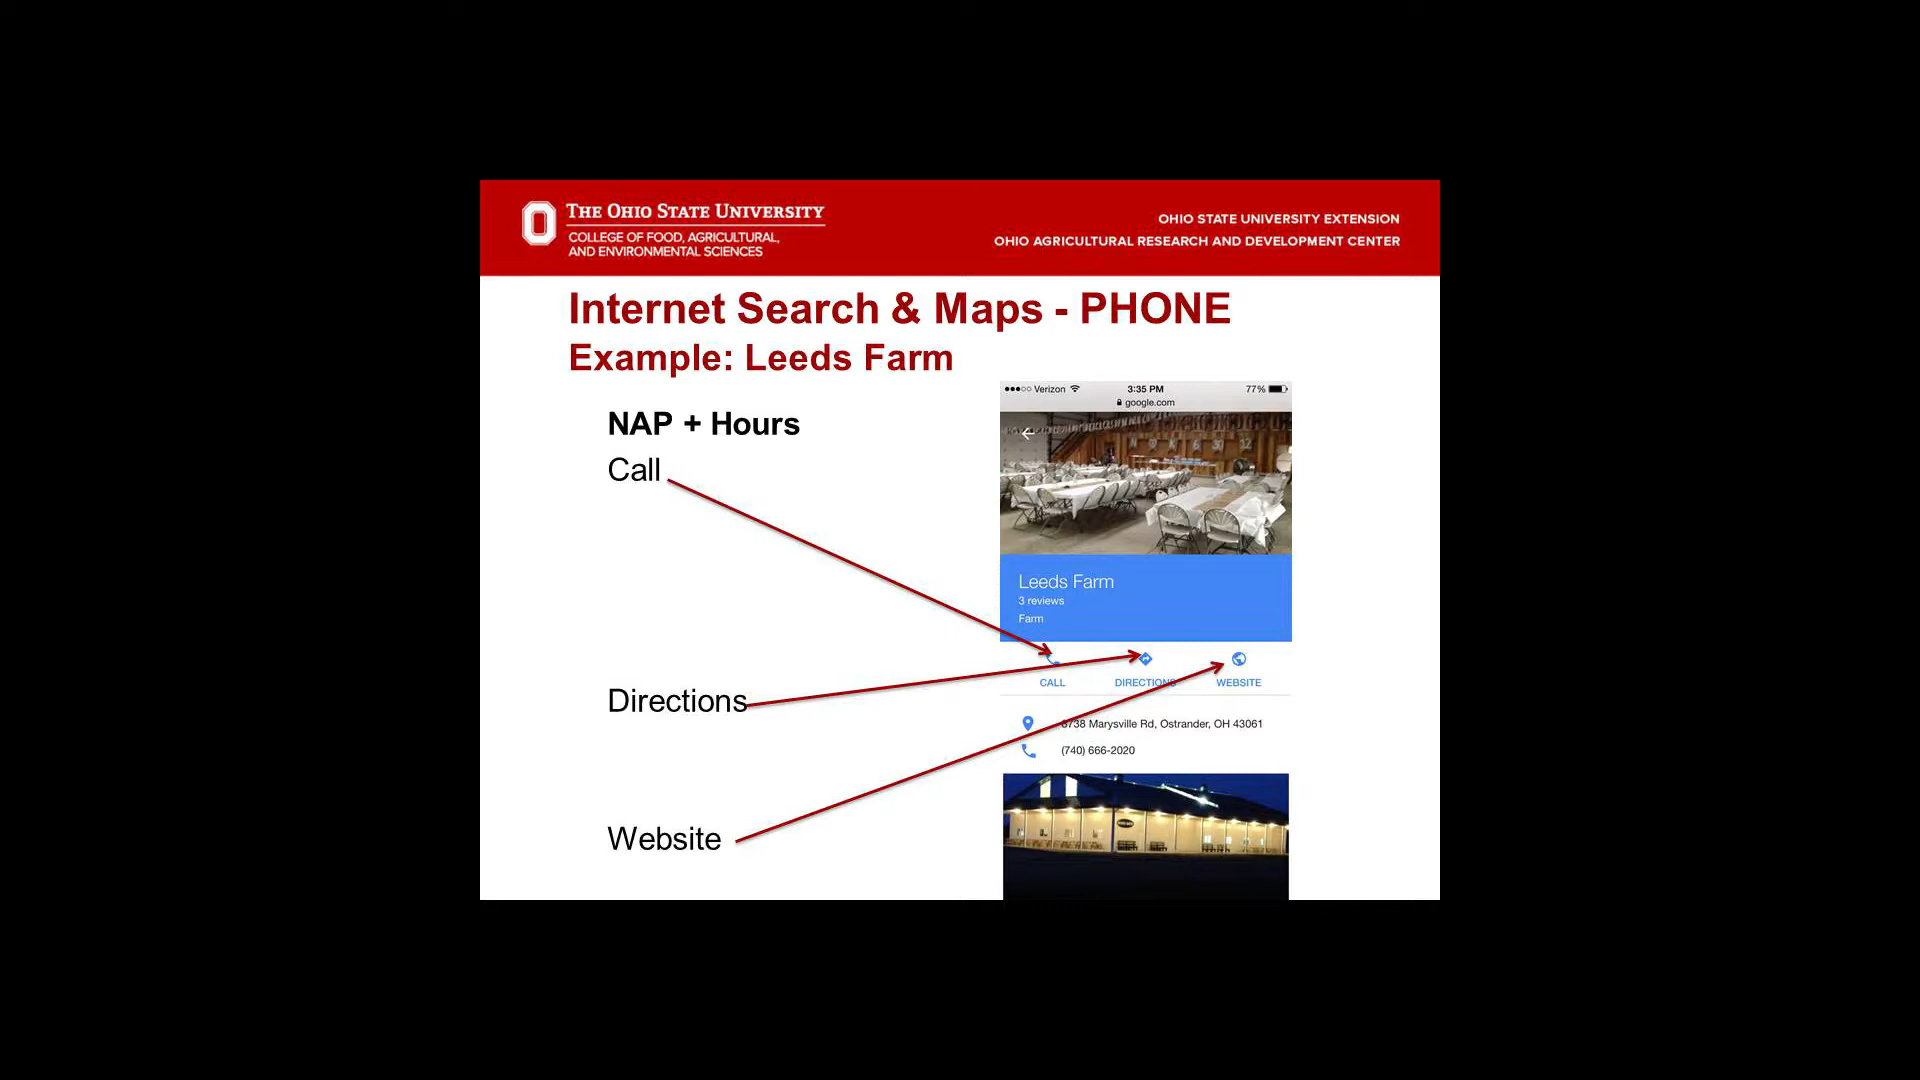 THE OHIO STATE UNIVERSITY
COLLEGE OF FOOD, AGRICULTURAL,
AND ENVIRONMENTAL SCIENCES
OHIO STATE UNIVERSITY EXTENSION
OHIO AGRICULTURAL RESEARCH AND DEVELOPMENT CENTER
Internet Search & Maps - PHONE
Example: Leeds Farm
NAP + Hours
Call
Directions
Website
Verizon 3:35 PM 77%
google.com
Leeds Farm
3 reviews
Farm
CALL DIRECTIONS WEBSITE
8738 Marysville Rd, Ostrander, OH 43061
(740) 666-2020